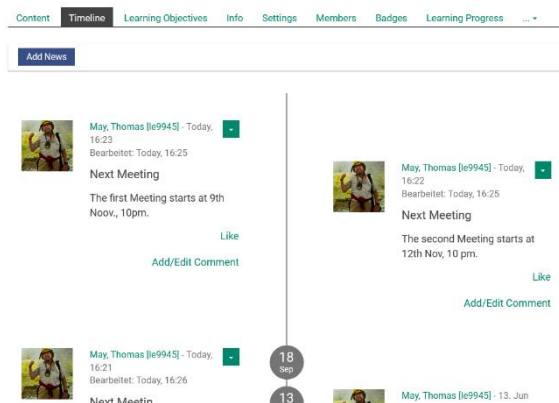 Content Timeline Learning Objectives Info Settings Members Badges Learning Progress ...
Add News
May, Thomas [le9945] - Today,
16:23
Bearbeitet: Today, 16:25
Next Meeting
The first Meeting starts at 9th
Noov., 10pm.
Like
Add/Edit Comment
May, Thomas [le9945] - Today,
16:22
Bearbeitet: Today, 16:25
Next Meeting
The second Meeting starts at
12th Nov, 10 pm.
Like
Add/Edit Comment
May, Thomas [le9945] - Today,
16:21
Bearbeitet: Today, 16:26
Next Meetin
18
Sep
13
May, Thomas [le9945] - 13. Jun